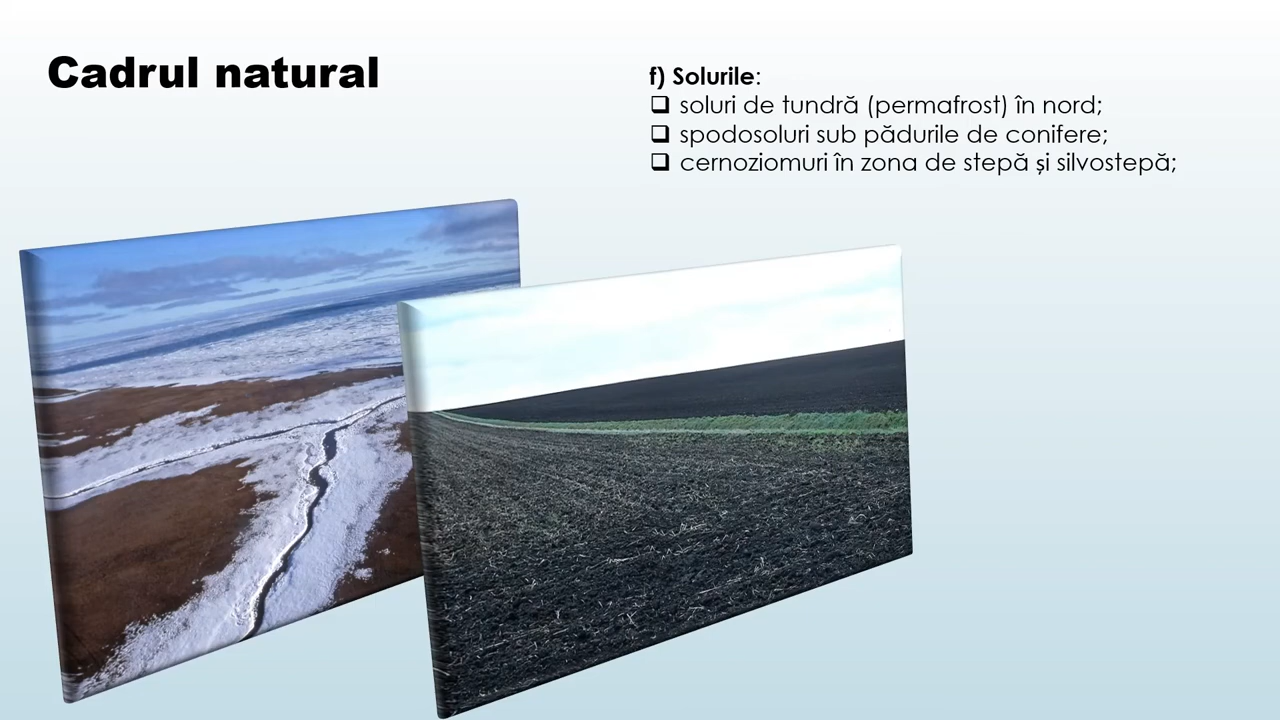 Cadrul natural
f) Solurile:
❑ soluri de tundră (permafrost) în nord;
❑ spodosoluri sub pădurile de conifere;
❑ cernoziomuri în zona de stepă și silvostepă;